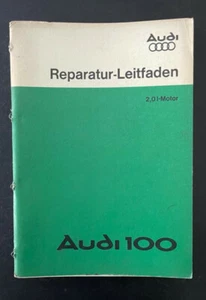 Audi
Reparatur-Leitfaden
2,0 l-Motor
Audi 100